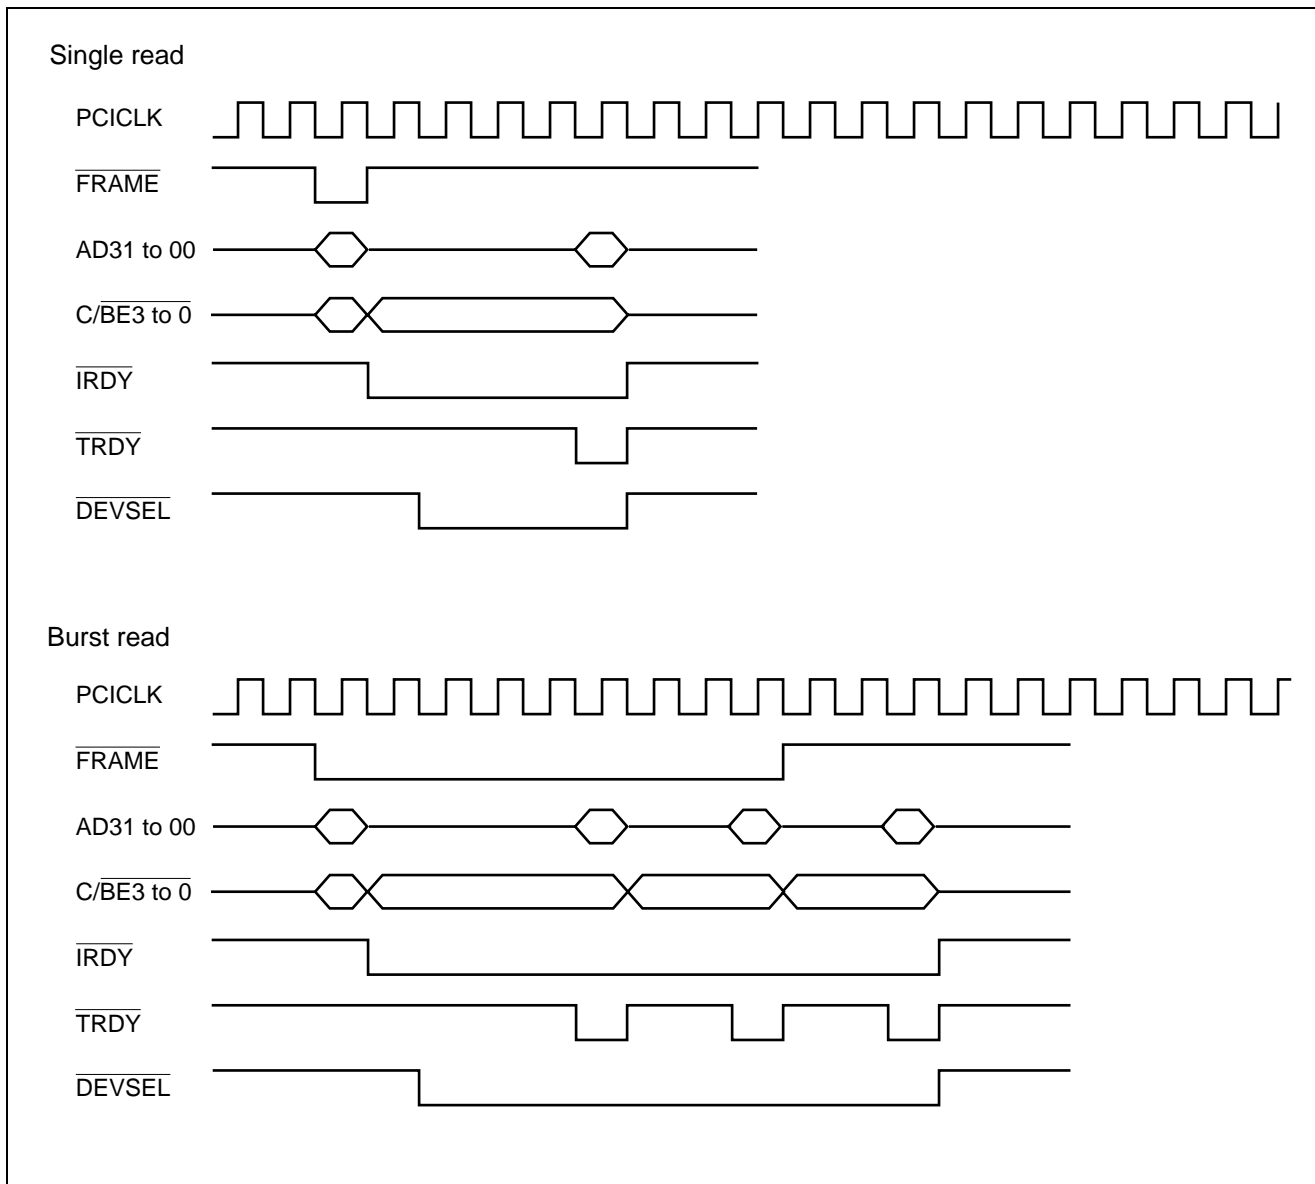 Single read
PCICLK
FRAME
AD31 to 00
C/BE3 to 0
IRDY
TRDY
DEVSEL
Burst read
PCICLK
FRAME
AD31 to 00
C/BE3 to 0
IRDY
TRDY
DEVSEL